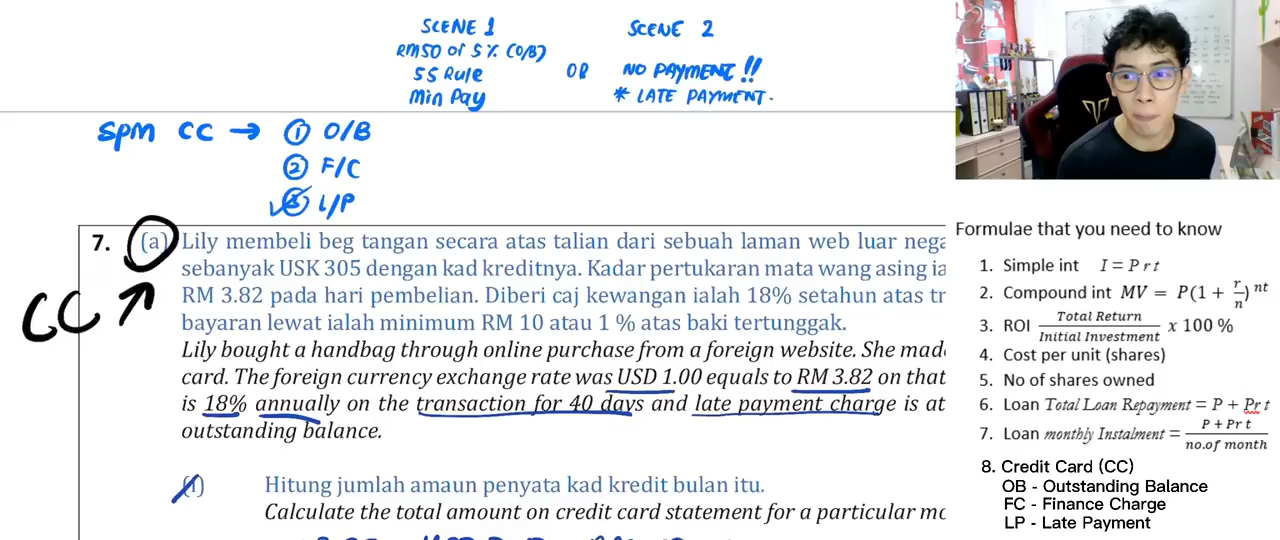 SCENE 1
RM50 or 5% (O/B)
55 Rule
Min Pay
OR
SCENE 2
NO PAYMENT!!
* LATE PAYMENT.
SPM CC → ① O/B
② F/C
③ L/P
CC
7. (a) Lily membeli beg tangan secara atas talian dari sebuah laman web luar nega
sebanyak USK 305 dengan kad kreditnya. Kadar pertukaran mata wang asing ia
RM 3.82 pada hari pembelian. Diberi caj kewangan ialah 18% setahun atas tr
bayaran lewat ialah minimum RM 10 atau 1 % atas baki tertunggak.
Lily bought a handbag through online purchase from a foreign website. She mad
card. The foreign currency exchange rate was USD 1.00 equals to RM 3.82 on that
is 18% annually on the transaction for 40 days and late payment charge is at
outstanding balance.
(i) Hitung jumlah amaun penyata kad kredit bulan itu.
Calculate the total amount on credit card statement for a particular mo
Formulae that you need to know
1. Simple int I = P r t
2. Compound int MV = P(1 + r/n)^nt
3. ROI Total Return/Initial Investment x 100 %
4. Cost per unit (shares)
5. No of shares owned
6. Loan Total Loan Repayment = P + Pr t
7. Loan monthly Instalment = P + Pr t/no.of month
8. Credit Card (CC)
OB - Outstanding Balance
FC - Finance Charge
LP - Late Payment